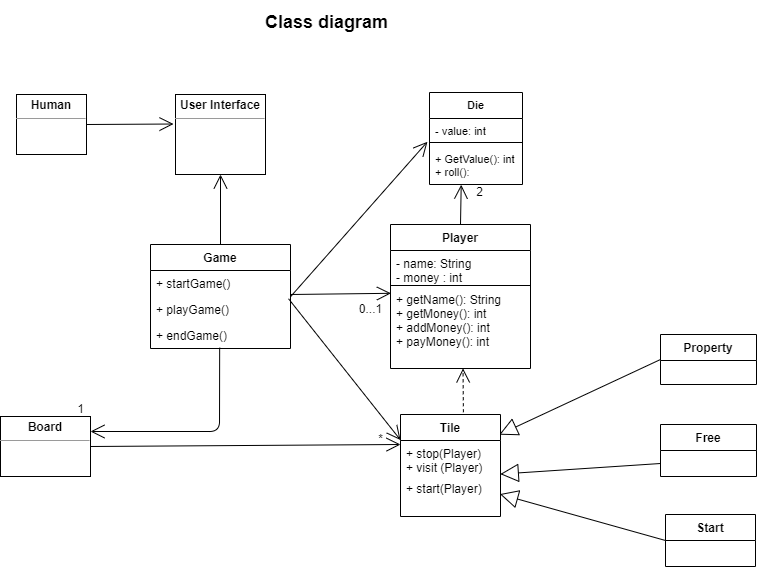 Class diagram
Human
User Interface
Die
- value: int
+ GetValue(): int
+ roll():
2
Game
+ startGame()
+ playGame()
+ endGame()
Player
- name: String
- money : int
+ getName(): String
+ getMoney(): int
+ addMoney(): int
+ payMoney(): int
0...1
Property
1
Board
*
Tile
+ stop(Player)
+ visit (Player)
+ start(Player)
Free
Start